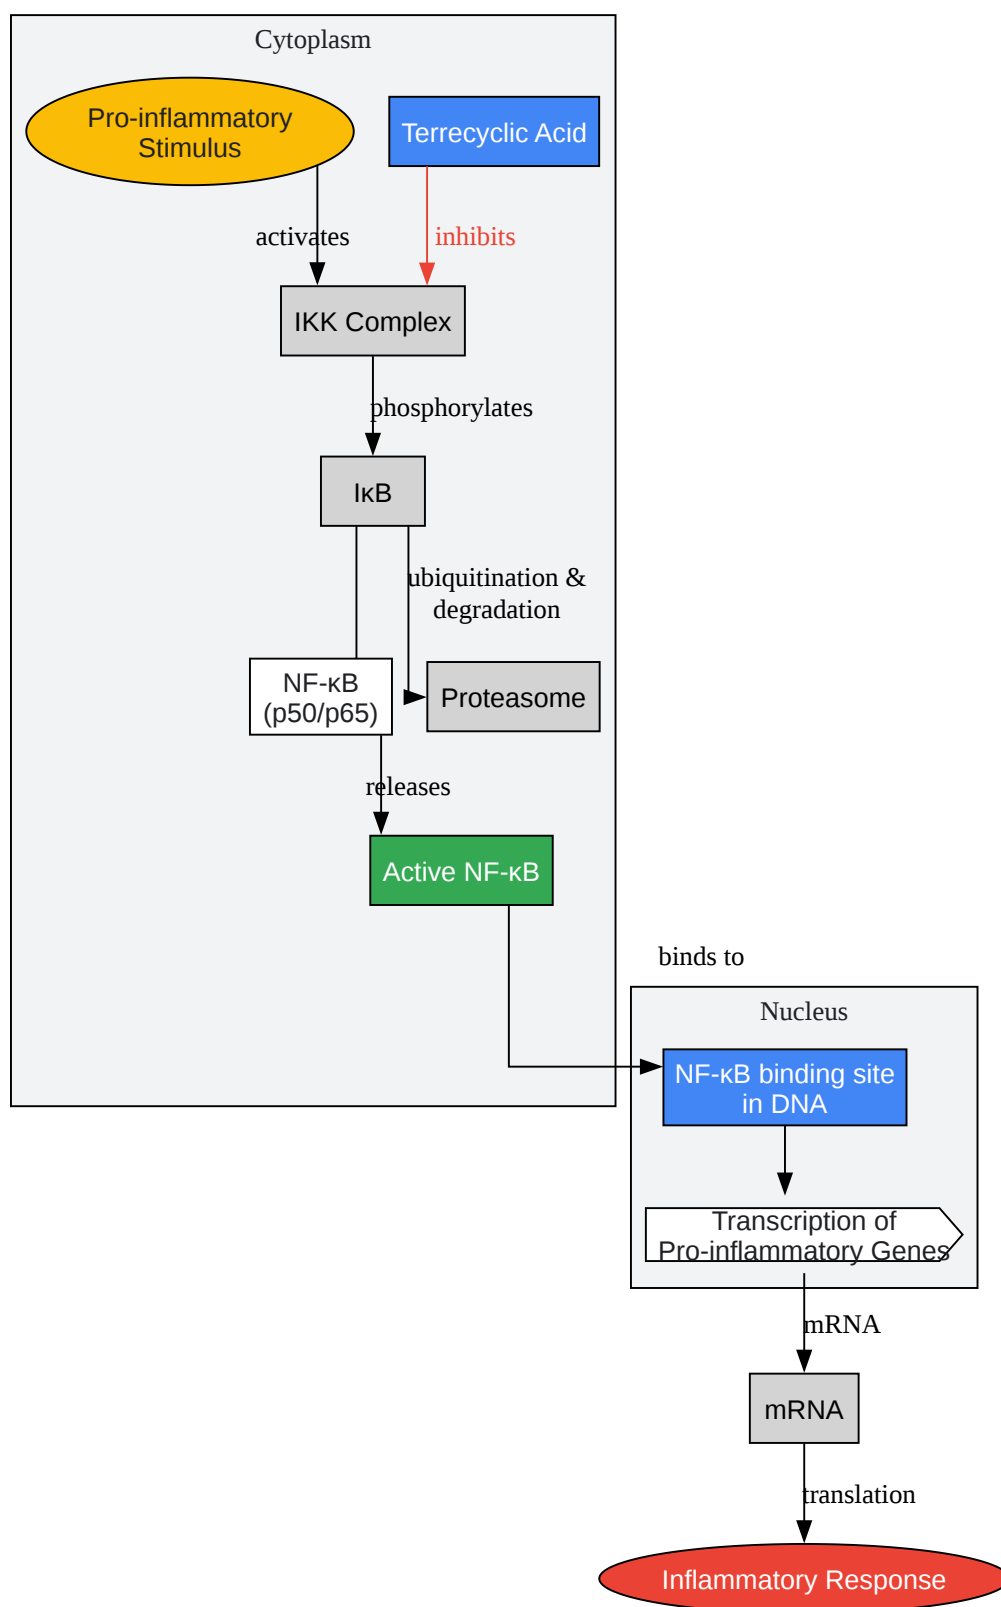 Cytoplasm
Pro-inflammatory
Stimulus
Terrecyclic Acid
activates
inhibits
IKK Complex
phosphorylates
IκB
ubiquitination &
degradation
NF-κB
(p50/p65)
Proteasome
releases
Active NF-κB
binds to
Nucleus
NF-κB binding site
in DNA
Transcription of
Pro-inflammatory Genes
mRNA
mRNA
translation
Inflammatory Response